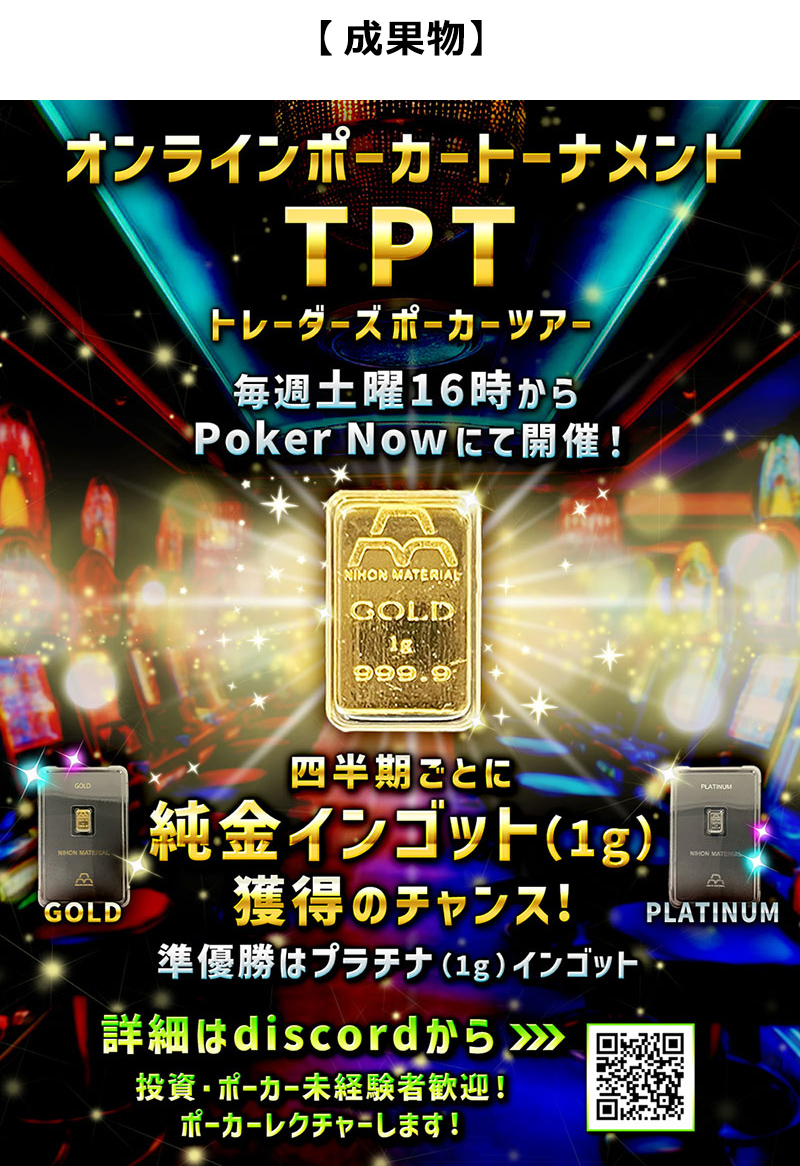 【 成果物】
オンラインポーカートーナメント
TPT
トレーダーズポーカーツアー
毎週土曜16時から
Poker Nowにて開催!
NIHON MATERIAL
GOLD
1g
999.9
四半期ごとに
純金インゴット(1g)
獲得のチャンス!
GOLD
NIHON MATERIAL
GOLD
PLATINUM
NIHON MATERIAL
PLATINUM
準優勝はプラチナ(1g)インゴット
詳細はdiscordから
投資・ポーカー未経験者歓迎!
ポーカーレクチャーします!